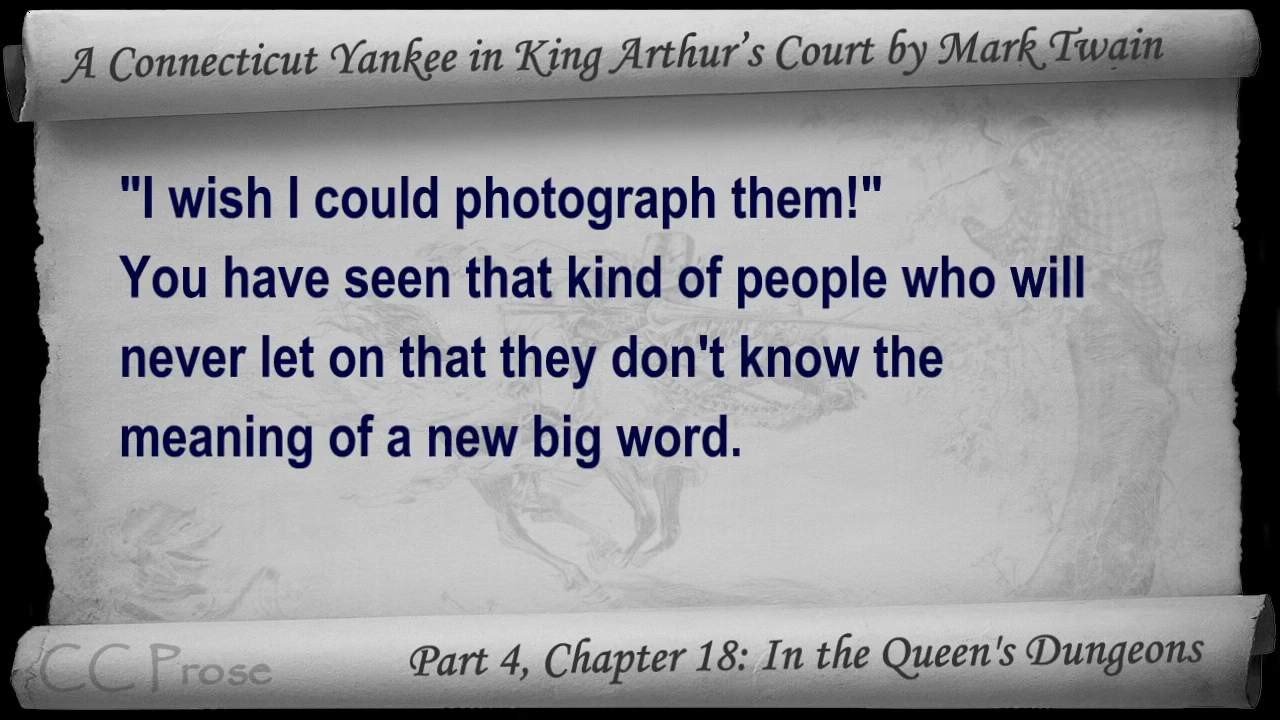 A Connecticut Yankee in King Arthur's Court by Mark Twain
"I wish I could photograph them!"
You have seen that kind of people who will
never let on that they don't know the
meaning of a new big word.
CC Prose
Part 4, Chapter 18: In the Queen's Dungeons